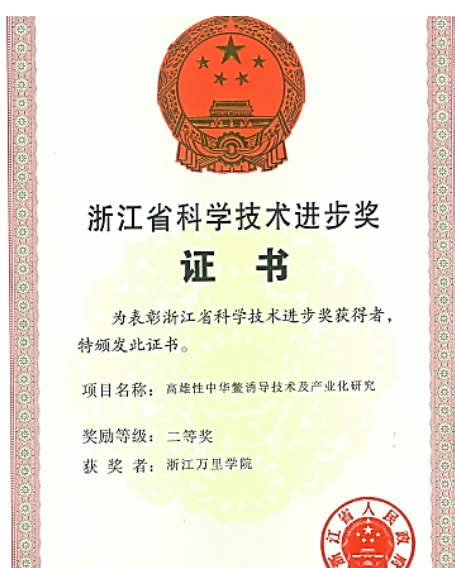 浙江省科学技术进步奖
证 书
为表彰浙江省科学技术进步奖获得者，
特颁发此证书。
项目名称：高雄性中华鳖诱导技术及产业化研究
奖励等级：二等奖
获 奖 者：浙江万里学院
浙江省人民政府